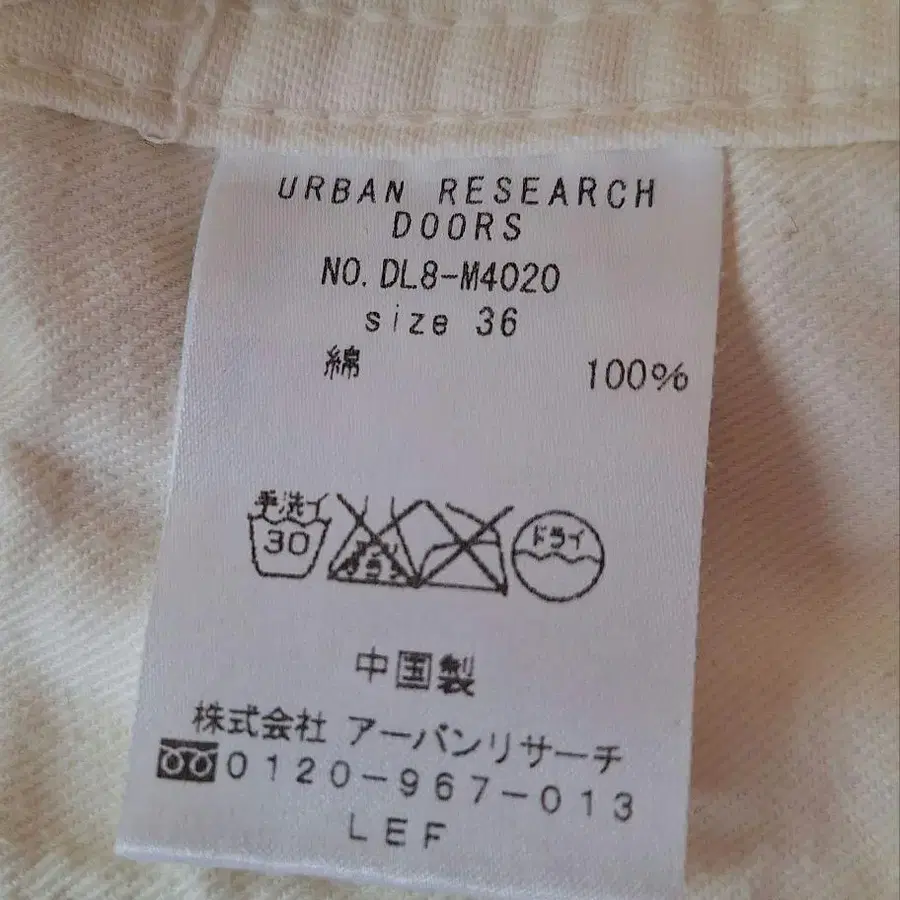 URBAN RESEARCH
DOORS
NO. DL8-M4020
size 36
綿 100%
手洗イ
30
ドライ
中国製
株式会社 アーバンリサーチ
0120-967-013
LEF